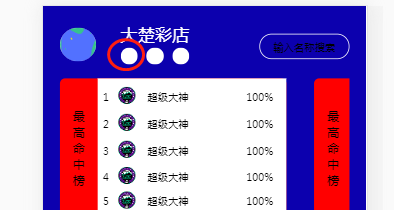 大楚彩店
输入名称搜索
最高命中榜
1 超级大神 100%
2 超级大神 100%
3 超级大神 100%
4 超级大神 100%
5 超级大神 100%
最高命中榜